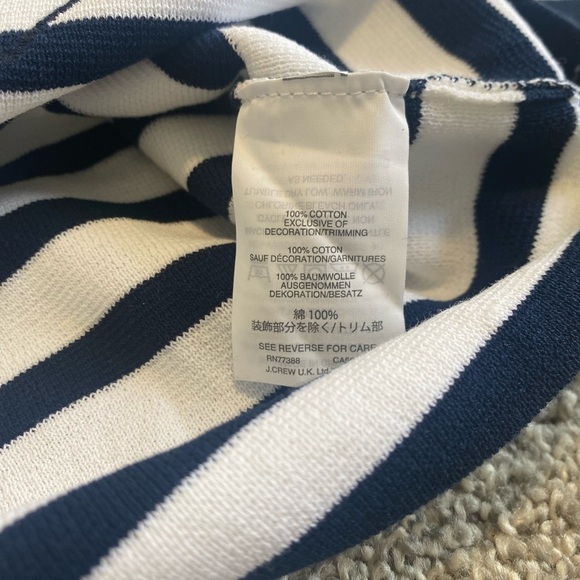 100% COTTON
EXCLUSIVE OF
DECORATION/TRIMMING
100% COTON
SAUF DÉCORATION/GARNITURES
100% BAUMWOLLE
AUSGENOMMEN
DEKORATION/BESATZ
綿 100%
装飾部分を除く/トリム部
SEE REVERSE FOR CARE
RN77388
J.CREW U.K. Ltd